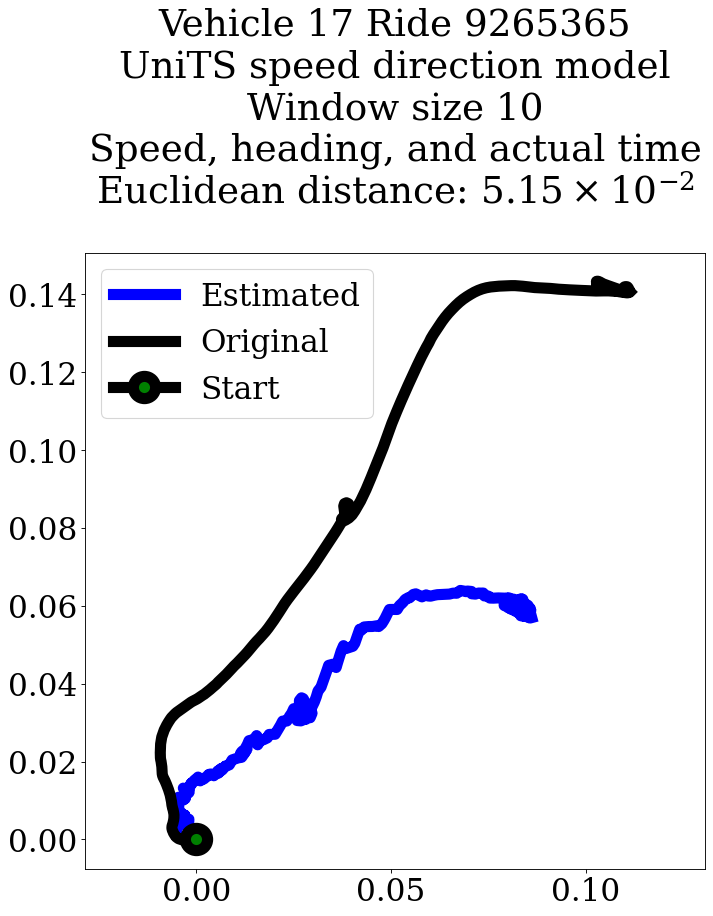 Vehicle 17 Ride 9265365
UniTS speed direction model
Window size 10
Speed, heading, and actual time
Euclidean distance: 5.15 × 10⁻²
Estimated
Original
Start
0.14
0.12
0.10
0.08
0.06
0.04
0.02
0.00
0.00 0.05 0.10